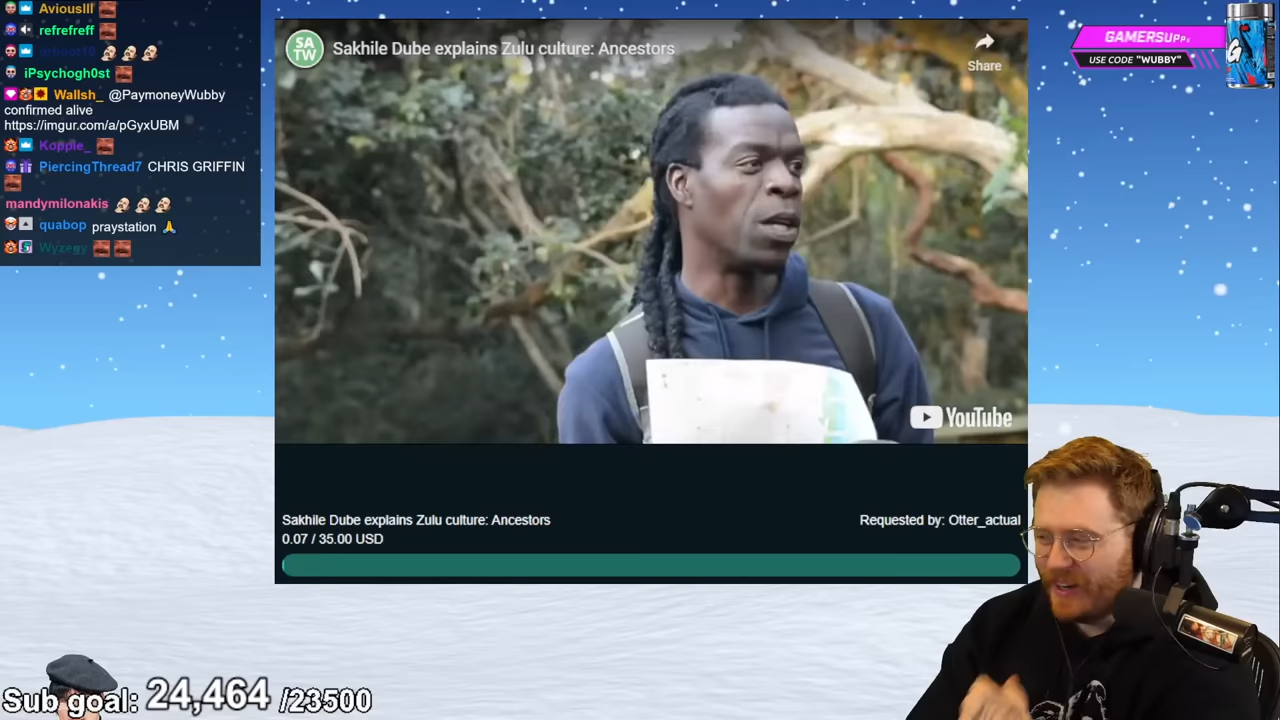 AviousIII
refrefreff
iPsychogh0st
Wallsh_ @PaymoneyWubby
confirmed alive
https://imgur.com/a/pGyxUBM
Kopple_
PiercingThread7 CHRIS GRIFFIN
mandymilonakis
quabop praystation
Wyzegy
SA
TW
Sakhile Dube explains Zulu culture: Ancestors
Share
YouTube
GAMERSUPPS
USE CODE "WUBBY"
G
Sakhile Dube explains Zulu culture: Ancestors
Requested by: Otter_actual
0.07 / 35.00 USD
Sub goal: 24,464 /23500